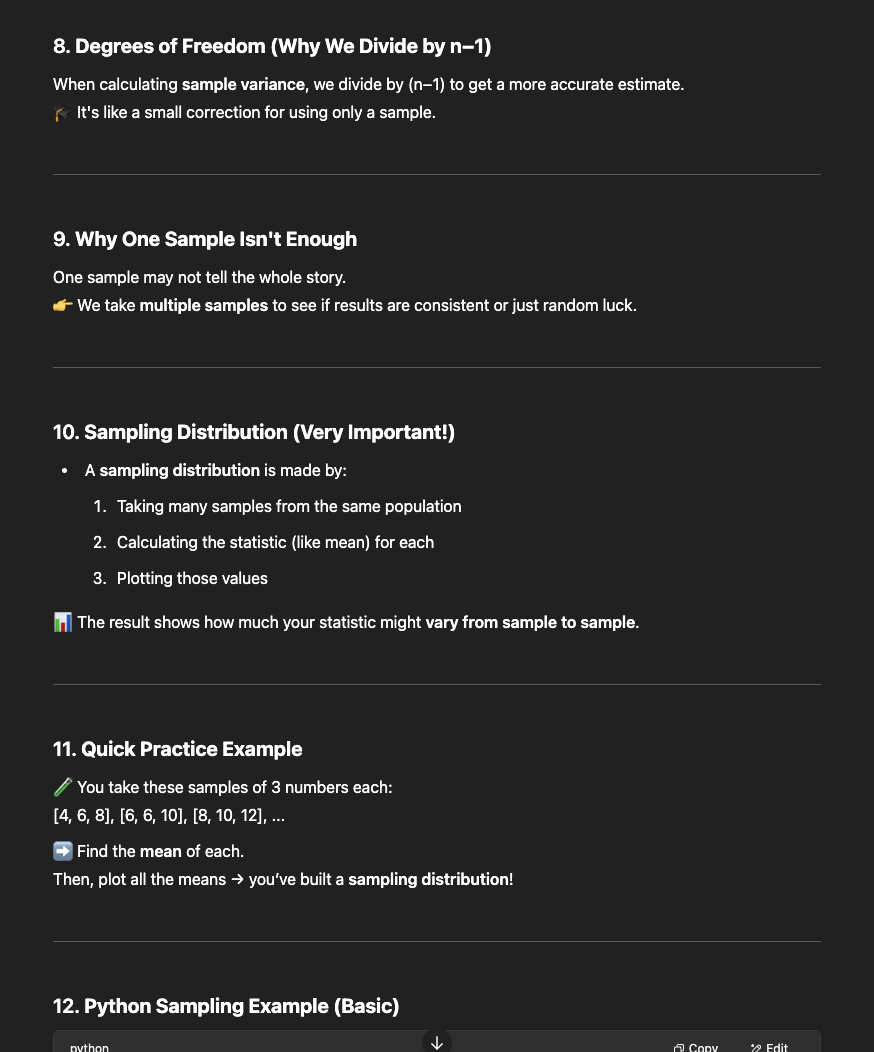 8. Degrees of Freedom (Why We Divide by n−1)
When calculating sample variance, we divide by (n−1) to get a more accurate estimate.
🎓 It's like a small correction for using only a sample.
9. Why One Sample Isn't Enough
One sample may not tell the whole story.
👉 We take multiple samples to see if results are consistent or just random luck.
10. Sampling Distribution (Very Important!)
• A sampling distribution is made by:
1. Taking many samples from the same population
2. Calculating the statistic (like mean) for each
3. Plotting those values
📊 The result shows how much your statistic might vary from sample to sample.
11. Quick Practice Example
🧪 You take these samples of 3 numbers each:
[4, 6, 8], [6, 6, 10], [8, 10, 12], ...
➡️ Find the mean of each.
Then, plot all the means → you’ve built a sampling distribution!
12. Python Sampling Example (Basic)
python Copy Edit